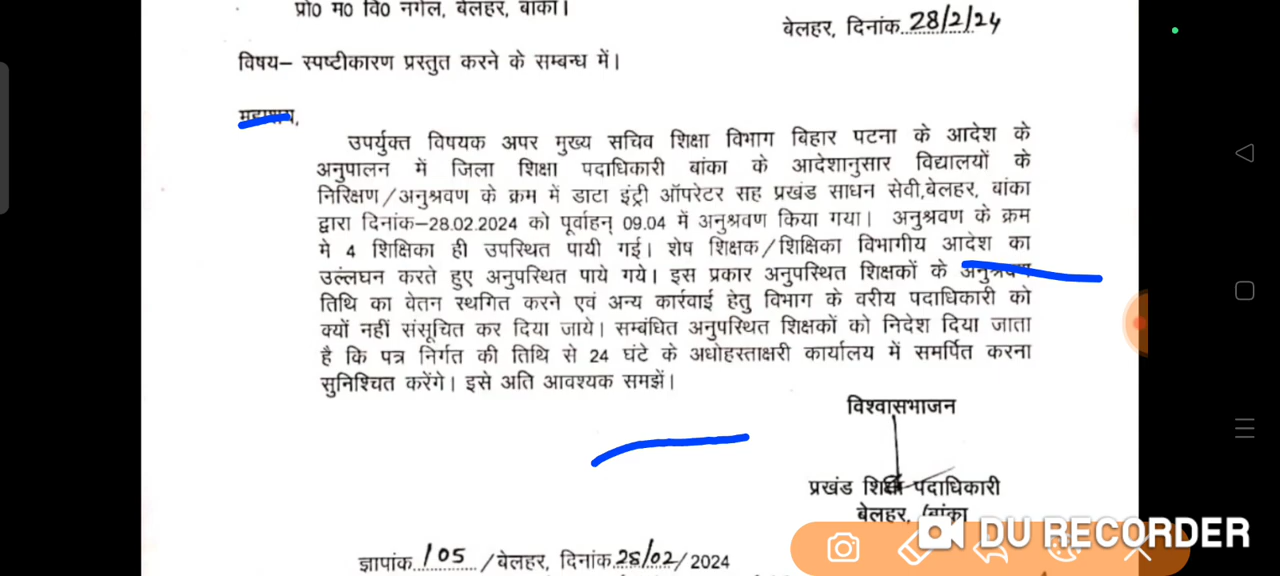 प्रो० म० वि० नर्गेल, बेलहर, बांका।
बेलहर, दिनांक 28/2/24
विषय– स्पष्टीकरण प्रस्तुत करने के सम्बन्ध में।
महाशय,
उपर्युक्त विषयक अपर मुख्य सचिव शिक्षा विभाग बिहार पटना के आदेश के
अनुपालन में जिला शिक्षा पदाधिकारी बांका के आदेशानुसार विद्यालयों के
निरिक्षण/अनुश्रवण के क्रम में डाटा इंट्री ऑपरेटर सह प्रखंड साधन सेवी,बेलहर, बांका
द्वारा दिनांक–28.02.2024 को पूर्वाहन् 09.04 में अनुश्रवण किया गया। अनुश्रवण के क्रम
मे 4 शिक्षिका ही उपस्थित पायी गई। शेष शिक्षक/शिक्षिका विभागीय आदेश का
उल्लंघन करते हुए अनुपस्थित पाये गये। इस प्रकार अनुपस्थित शिक्षकों के अनुश्रवण
तिथि का वेतन स्थगित करने एवं अन्य कार्रवाई हेतु विभाग के वरीय पदाधिकारी को
क्यों नहीं संसूचित कर दिया जाये। सम्बंधित अनुपस्थित शिक्षकों को निदेश दिया जाता
है कि पत्र निर्गत की तिथि से 24 घंटे के अधोहस्ताक्षरी कार्यालय में समर्पित करना
सुनिश्चित करेंगे। इसे अति आवश्यक समझें।
विश्वासभाजन
प्रखंड शिक्षा पदाधिकारी
बेलहर, बांका
DU RECORDER
ज्ञापांक 105 /बेलहर, दिनांक 28/02/2024